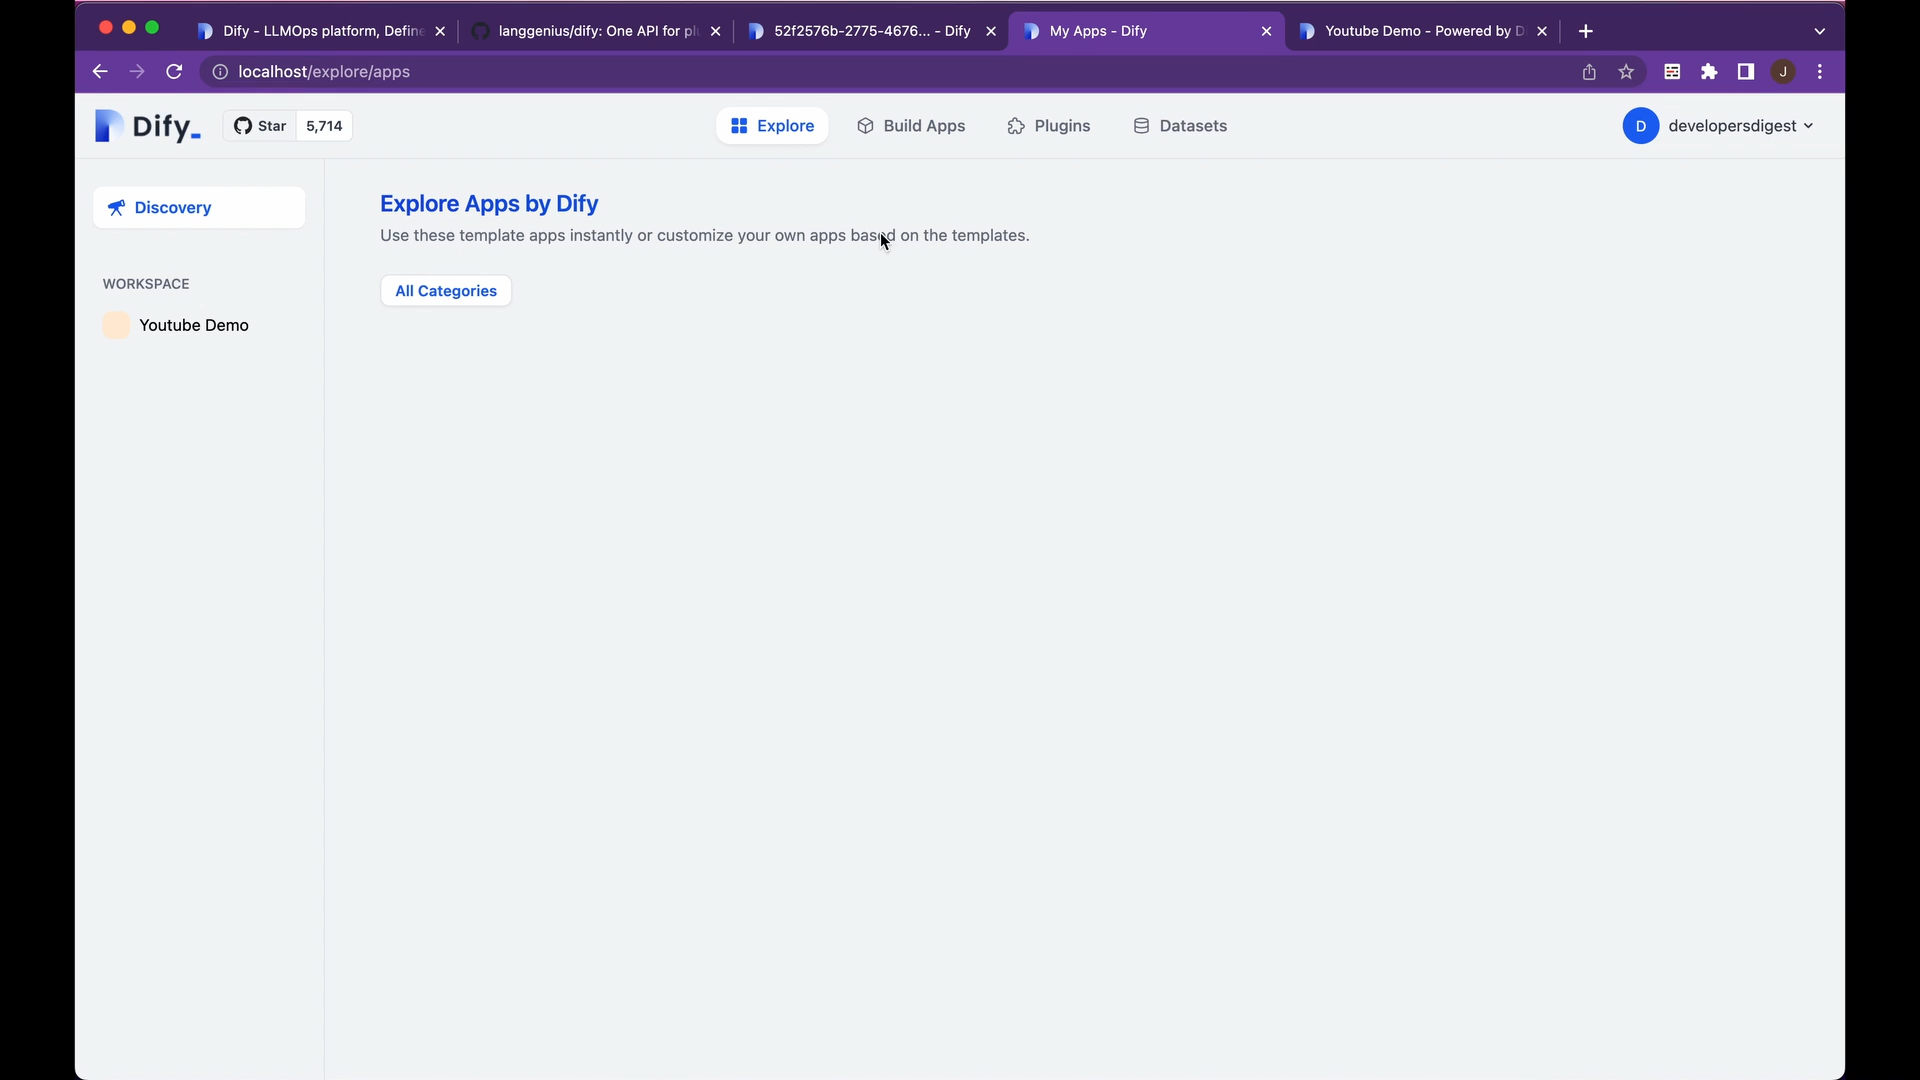 Dify - LLMOps platform, Define
langgenius/dify: One API for pl
52f2576b-2775-4676... - Dify
My Apps - Dify
Youtube Demo - Powered by D
localhost/explore/apps
J
Dify_
Star 5,714
Explore
Build Apps
Plugins
Datasets
D developersdigest
Discovery
WORKSPACE
Youtube Demo
Explore Apps by Dify
Use these template apps instantly or customize your own apps based on the templates.
All Categories